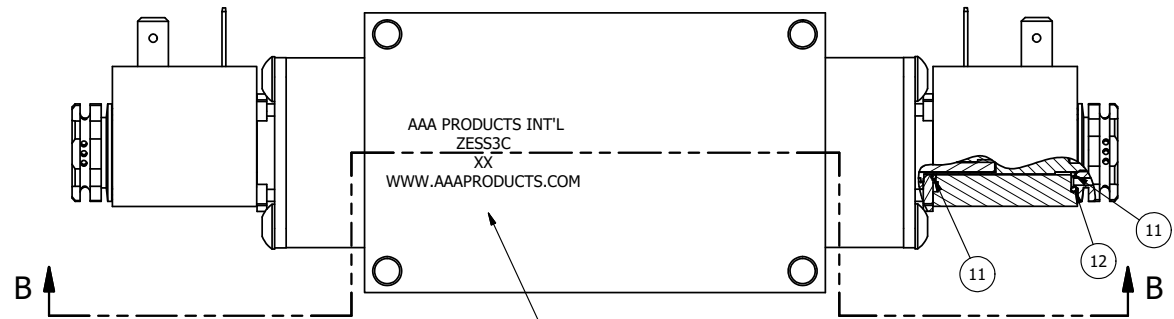 AAA PRODUCTS INT'L
ZESS3C
XX
WWW.AAAPRODUCTS.COM
11
12
11
B
B